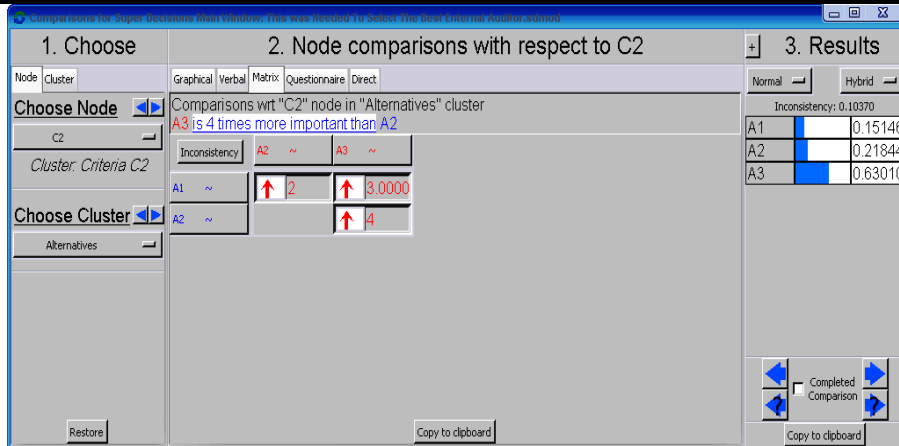 Comparisons for Super Decisions Main Window: This was Needed To Select The Best External Auditor.sdmod
1. Choose
2. Node comparisons with respect to C2
+ 3. Results
Node Cluster
Graphical Verbal Matrix Questionnaire Direct
Normal Hybrid
Choose Node
Comparisons wrt "C2" node in "Alternatives" cluster
Inconsistency: 0.10370
A3 is 4 times more important than A2
C2
Cluster: Criteria C2
Inconsistency A2 ~ A3 ~
A1 0.15146
A2 0.21844
A3 0.63010
A1 ~ 2 3.0000
Choose Cluster
A2 ~ 4
Alternatives
Completed
Comparison
?
?
Restore
Copy to clipboard
Copy to clipboard